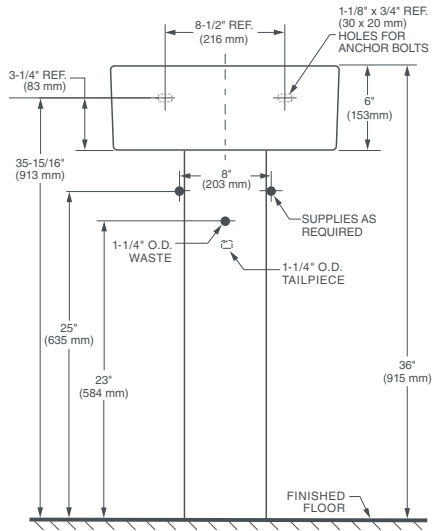 8-1/2" REF.
(216 mm)
1-1/8" x 3/4" REF.
(30 x 20 mm)
HOLES FOR
ANCHOR BOLTS
3-1/4" REF.
(83 mm)
6"
(153mm)
35-15/16"
(913 mm)
8"
(203 mm)
SUPPLIES AS
REQUIRED
1-1/4" O.D.
WASTE
1-1/4" O.D.
TAILPIECE
25"
(635 mm)
23"
(584 mm)
36"
(915 mm)
FINISHED
FLOOR